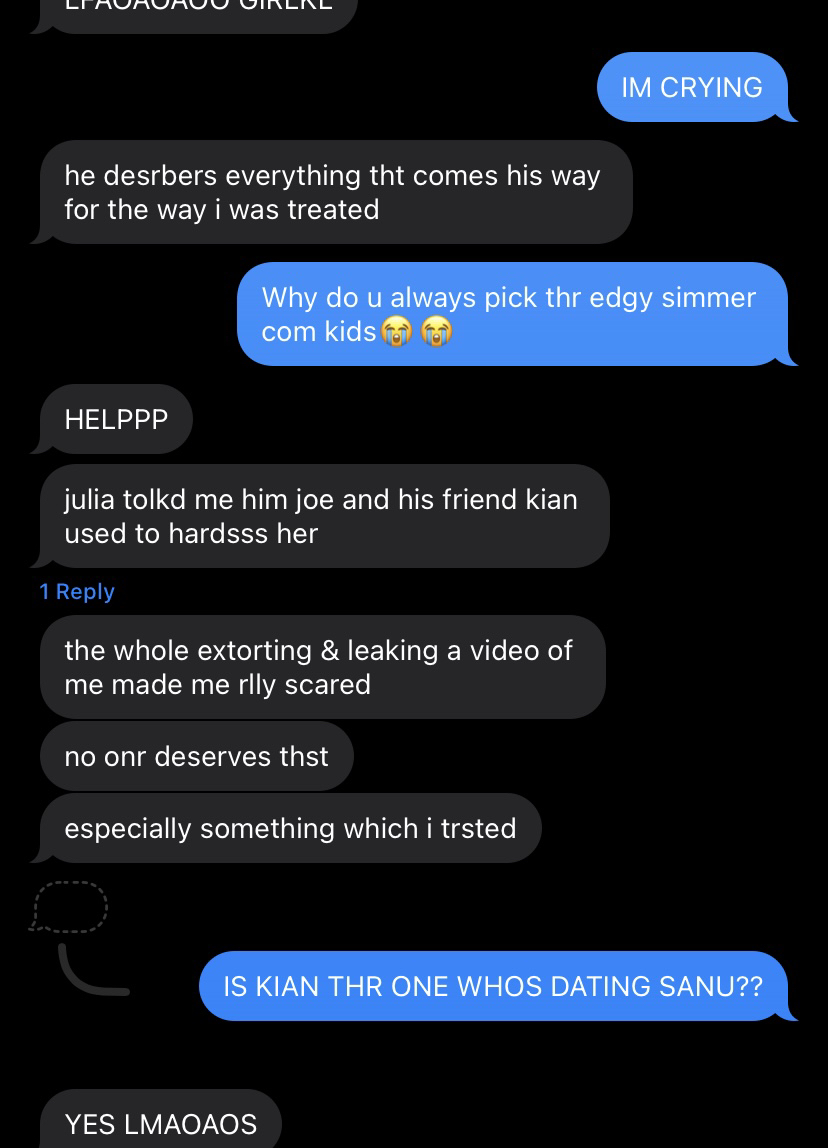 IM CRYING
he desrbers everything tht comes his way
for the way i was treated
Why do u always pick thr edgy simmer
com kids😭😭
HELPPP
julia tolkd me him joe and his friend kian
used to hardsss her
1 Reply
the whole extorting & leaking a video of
me made me rlly scared
no onr deserves thst
especially something which i trsted
IS KIAN THR ONE WHOS DATING SANU??
YES LMAOAOS